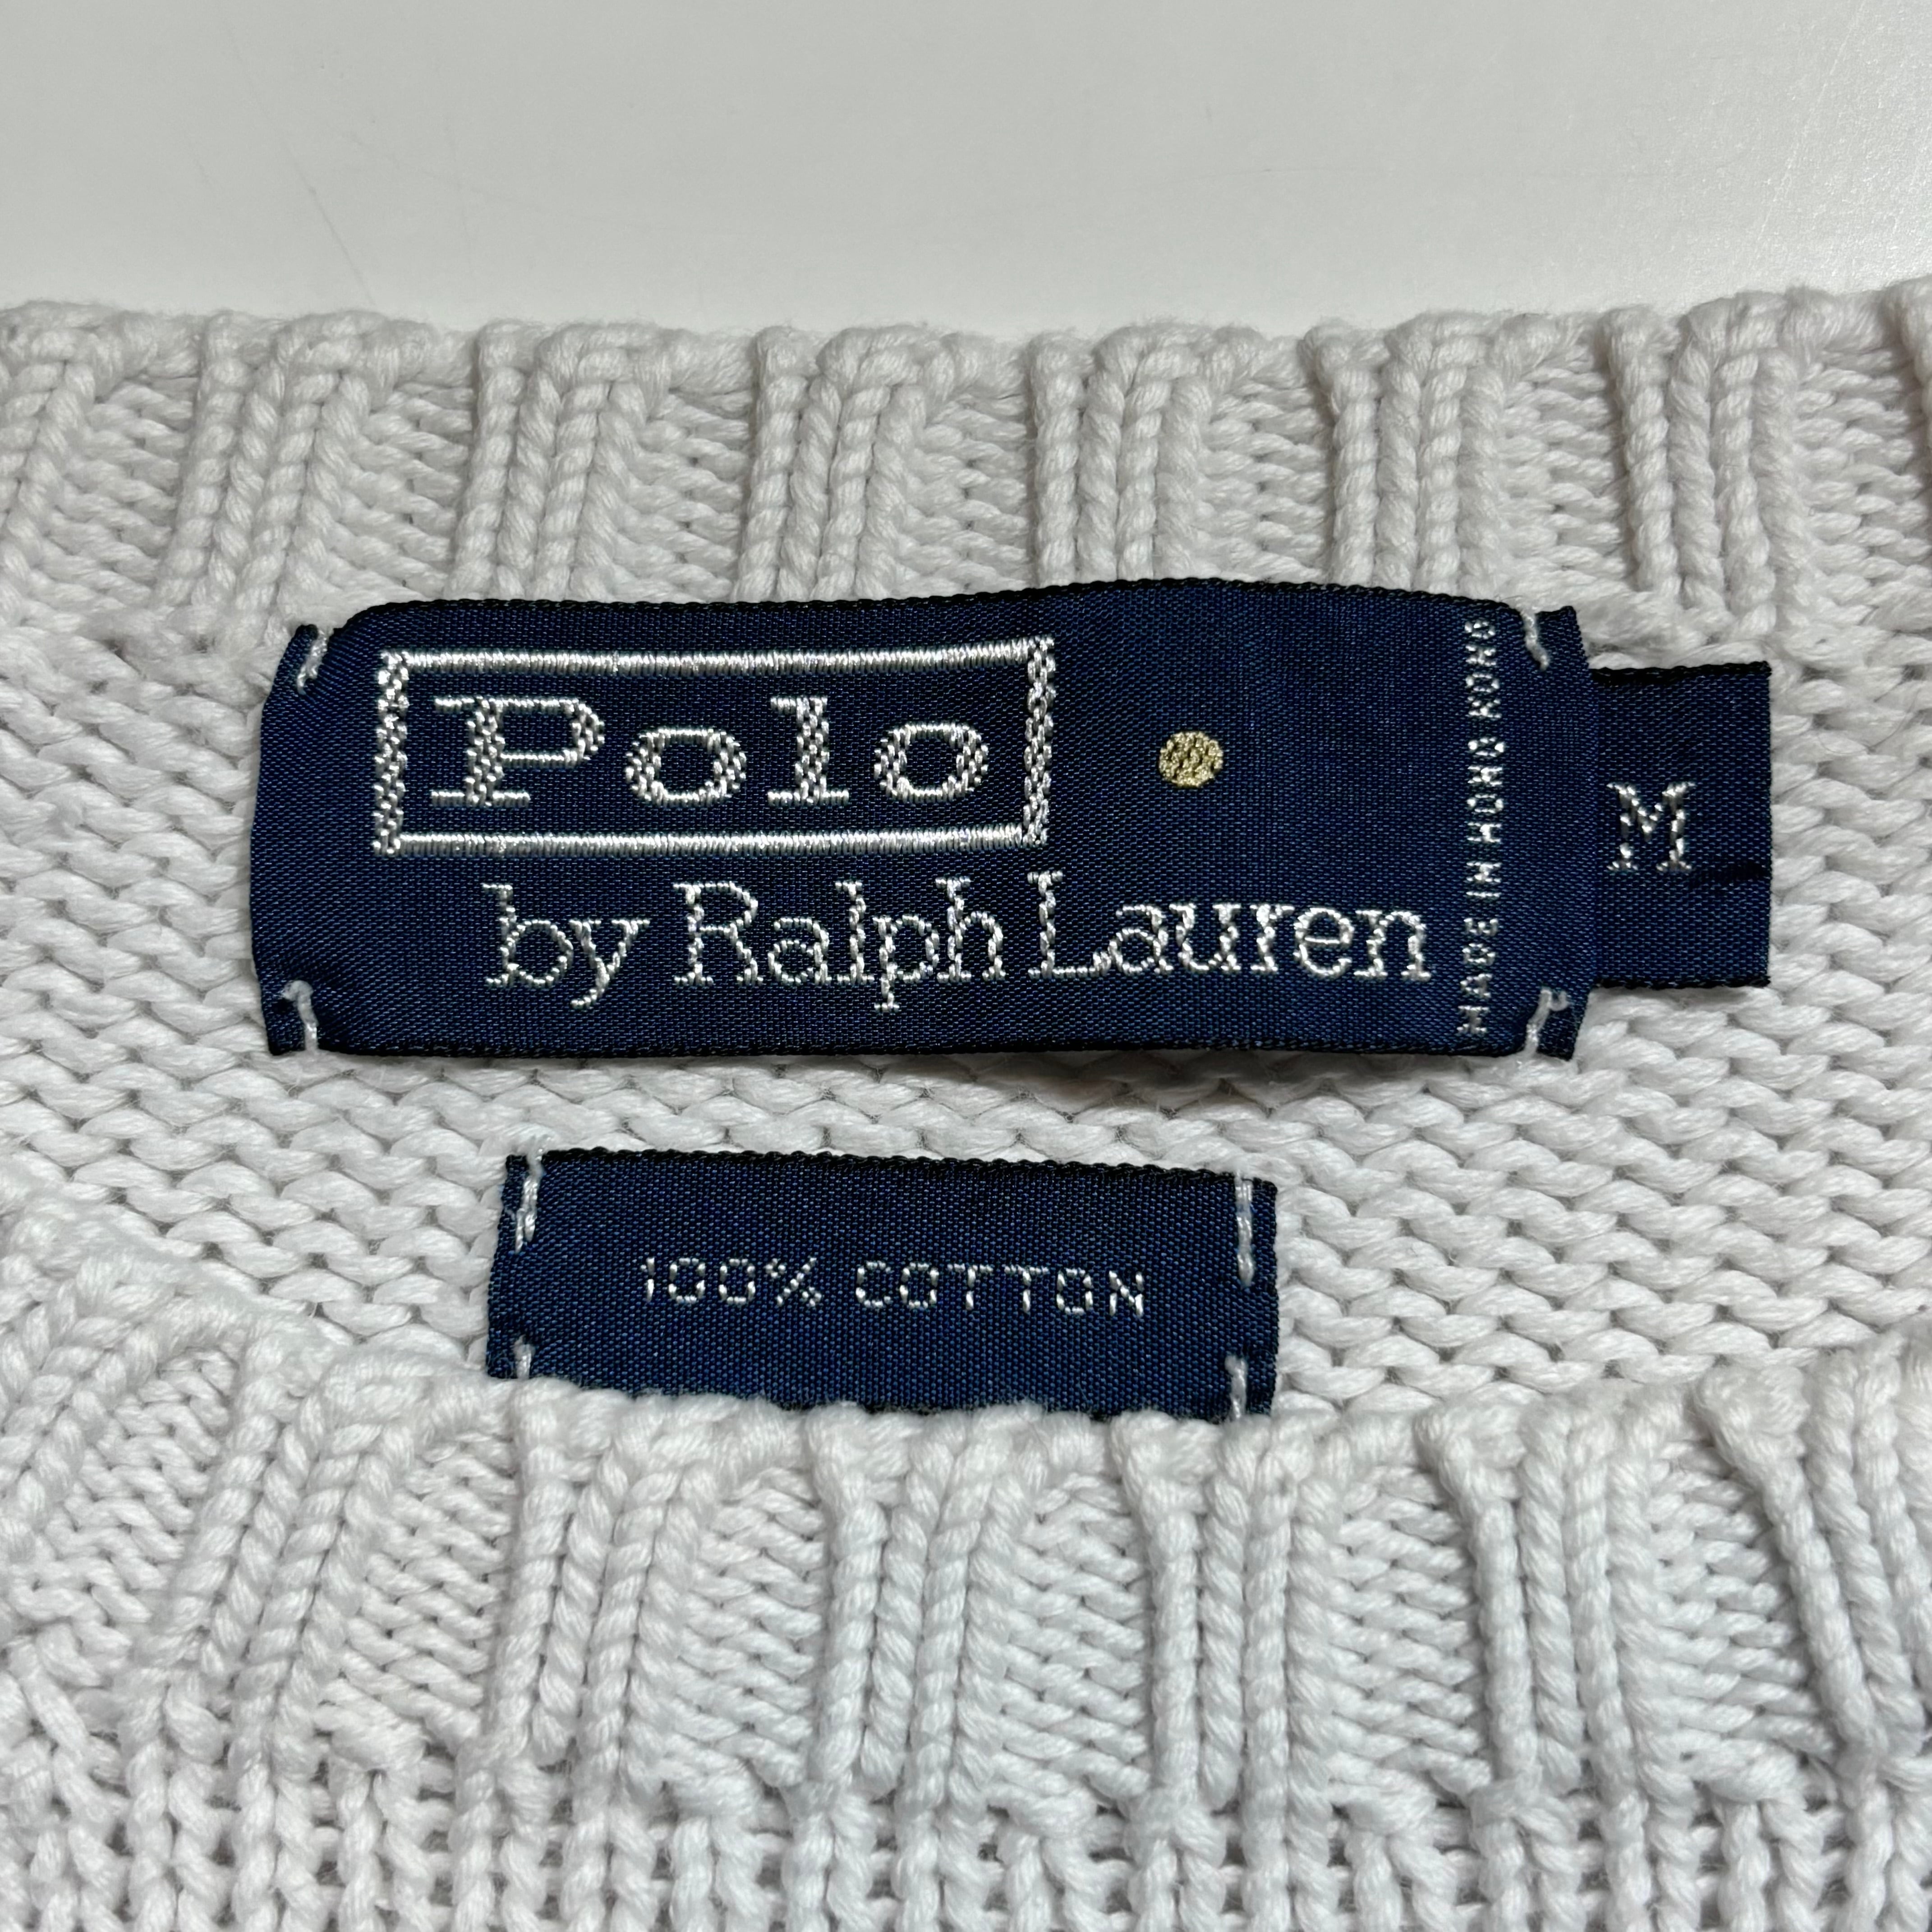 Polo
by Ralph Lauren
MADE IN HONG KONG
M
100% COTTON